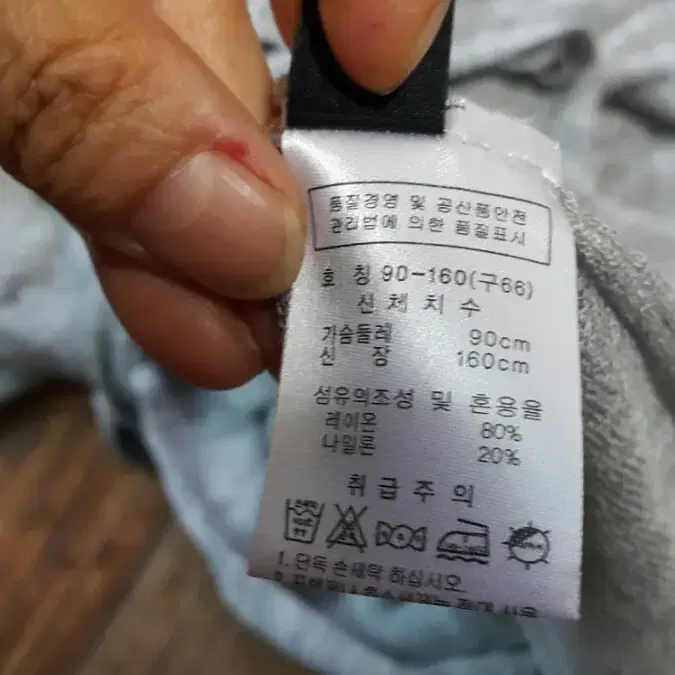 품질경영 및 공산품안전
관리법에 의한 품질표시
호 칭 90-160(구66)
신 체 치 수
가슴둘레 90cm
신 장 160cm
섬유의조성 및 혼용율
레이온 80%
나일론 20%
취 급 주 의
1. 단독 손세탁 하십시오.